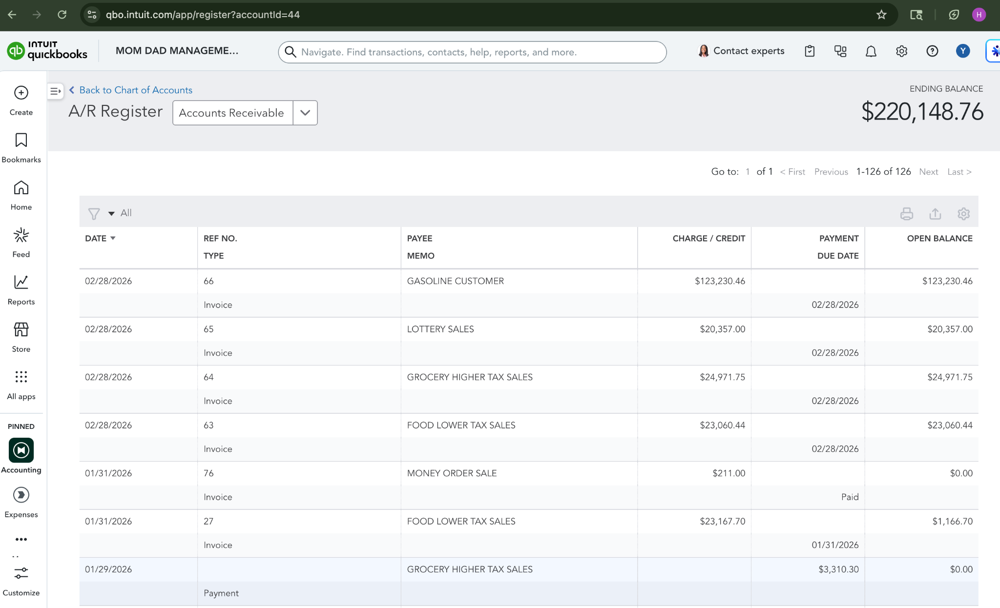 qbo.intuit.com/app/register?accountId=44
H
INTUIT
quickbooks
qb
MOM DAD MANAGEME...
Navigate. Find transactions, contacts, help, reports, and more.
Contact experts
Y
Create
Bookmarks
Home
Feed
Reports
Store
All apps
PINNED
Accounting
Expenses
Customize
Back to Chart of Accounts
A/R Register
Accounts Receivable
ENDING BALANCE
$220,148.76
Go to: 1 of 1 < First Previous 1-126 of 126 Next Last >
All
DATE REF NO. PAYEE CHARGE / CREDIT PAYMENT OPEN BALANCE
TYPE MEMO DUE DATE
02/28/2026 66 GASOLINE CUSTOMER $123,230.46 $123,230.46
Invoice 02/28/2026
02/28/2026 65 LOTTERY SALES $20,357.00 $20,357.00
Invoice 02/28/2026
02/28/2026 64 GROCERY HIGHER TAX SALES $24,971.75 $24,971.75
Invoice 02/28/2026
02/28/2026 63 FOOD LOWER TAX SALES $23,060.44 $23,060.44
Invoice 02/28/2026
01/31/2026 76 MONEY ORDER SALE $211.00 $0.00
Invoice Paid
01/31/2026 27 FOOD LOWER TAX SALES $23,167.70 $1,166.70
Invoice 01/31/2026
01/29/2026 GROCERY HIGHER TAX SALES $3,310.30 $0.00
Payment